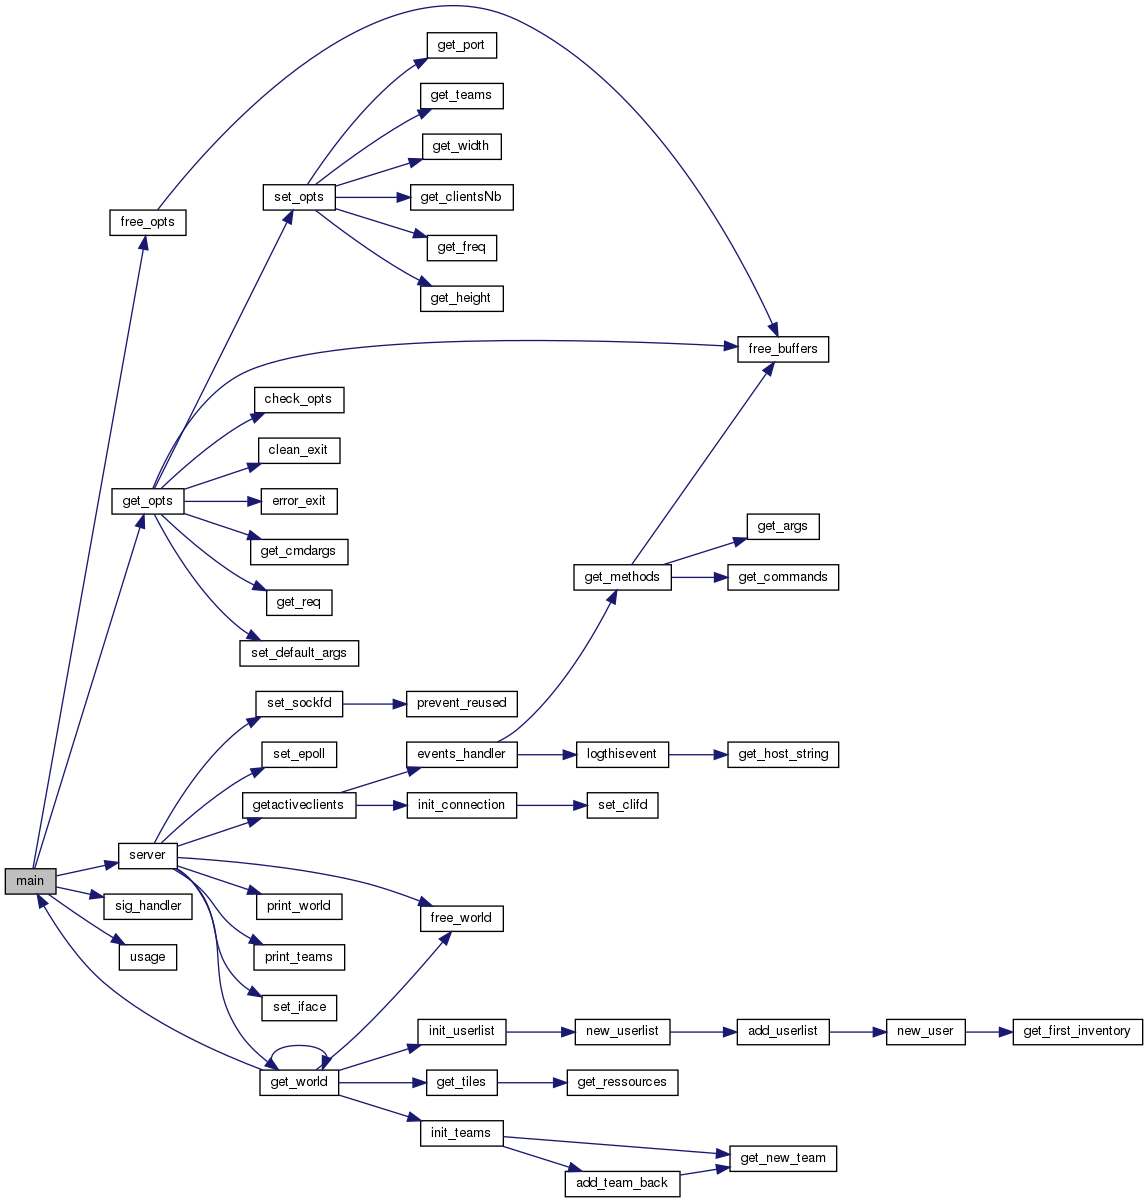 get_port
get_teams
get_width
set_opts
get_clientsNb
free_opts
get_freq
get_height
free_buffers
check_opts
clean_exit
get_opts
error_exit
get_args
get_cmdargs
get_methods
get_commands
get_req
set_default_args
set_sockfd
prevent_reused
set_epoll
events_handler
logthisevent
get_host_string
getactiveclients
init_connection
set_clifd
server
main
sig_handler
print_world
free_world
usage
print_teams
set_iface
init_userlist
new_userlist
add_userlist
new_user
get_first_inventory
get_world
get_tiles
get_ressources
init_teams
get_new_team
add_team_back